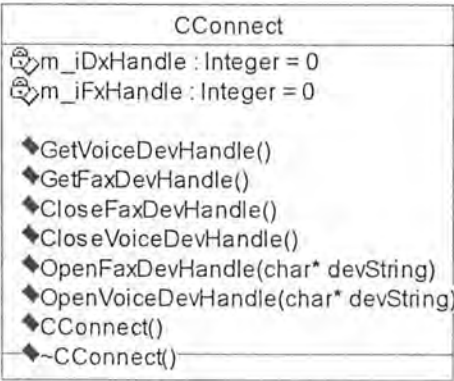 CConnect
m_iDxHandle : Integer = 0
m_iFxHandle : Integer = 0
GetVoiceDevHandle()
GetFaxDevHandle()
CloseFaxDevHandle()
CloseVoiceDevHandle()
OpenFaxDevHandle(char* devString)
OpenVoiceDevHandle(char* devString)
CConnect()
~CConnect()